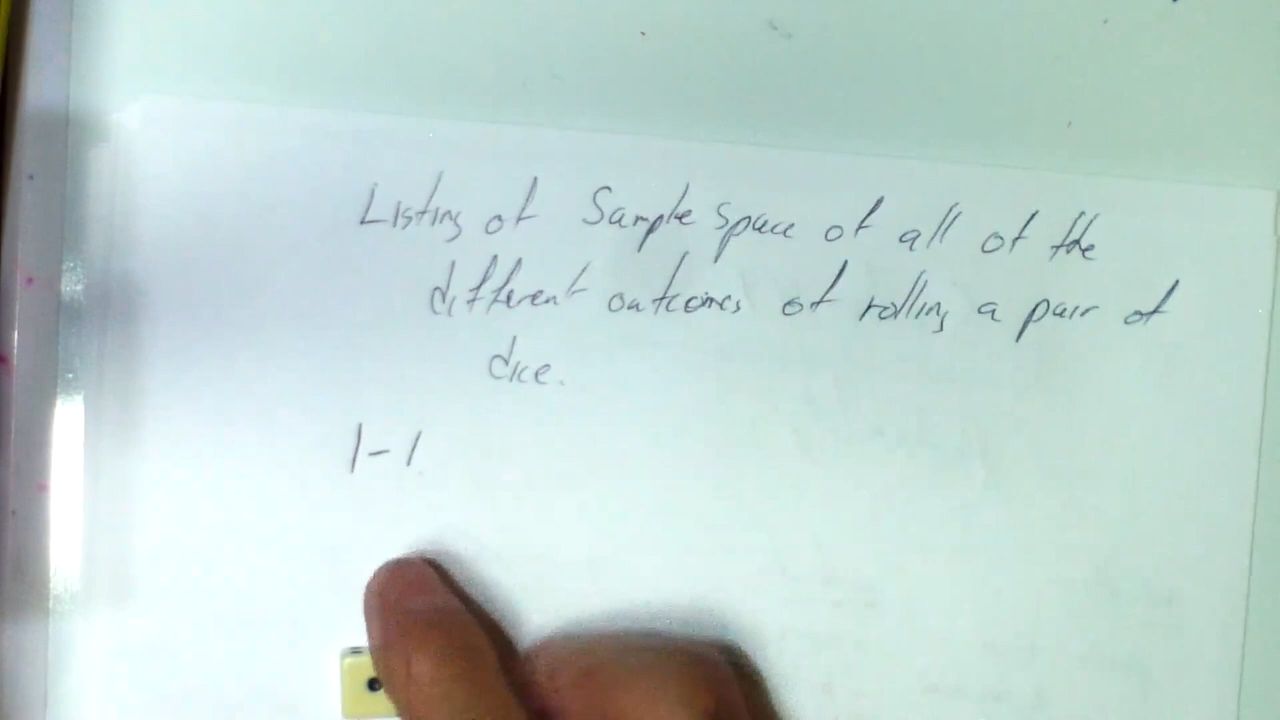 Listing of Sample space of all of the
different outcomes of rolling a pair of
dice.
1-1